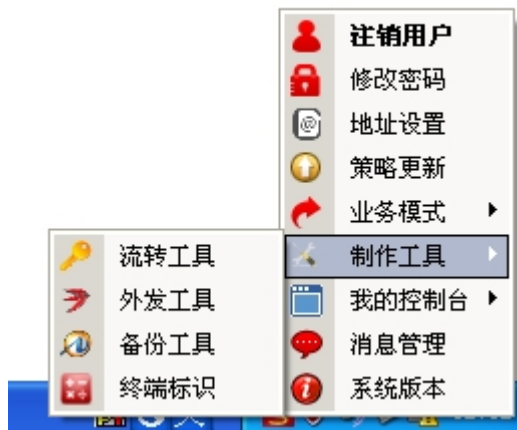 注销用户
修改密码
地址设置
策略更新
业务模式
制作工具
我的控制台
消息管理
系统版本
流转工具
外发工具
备份工具
终端标识